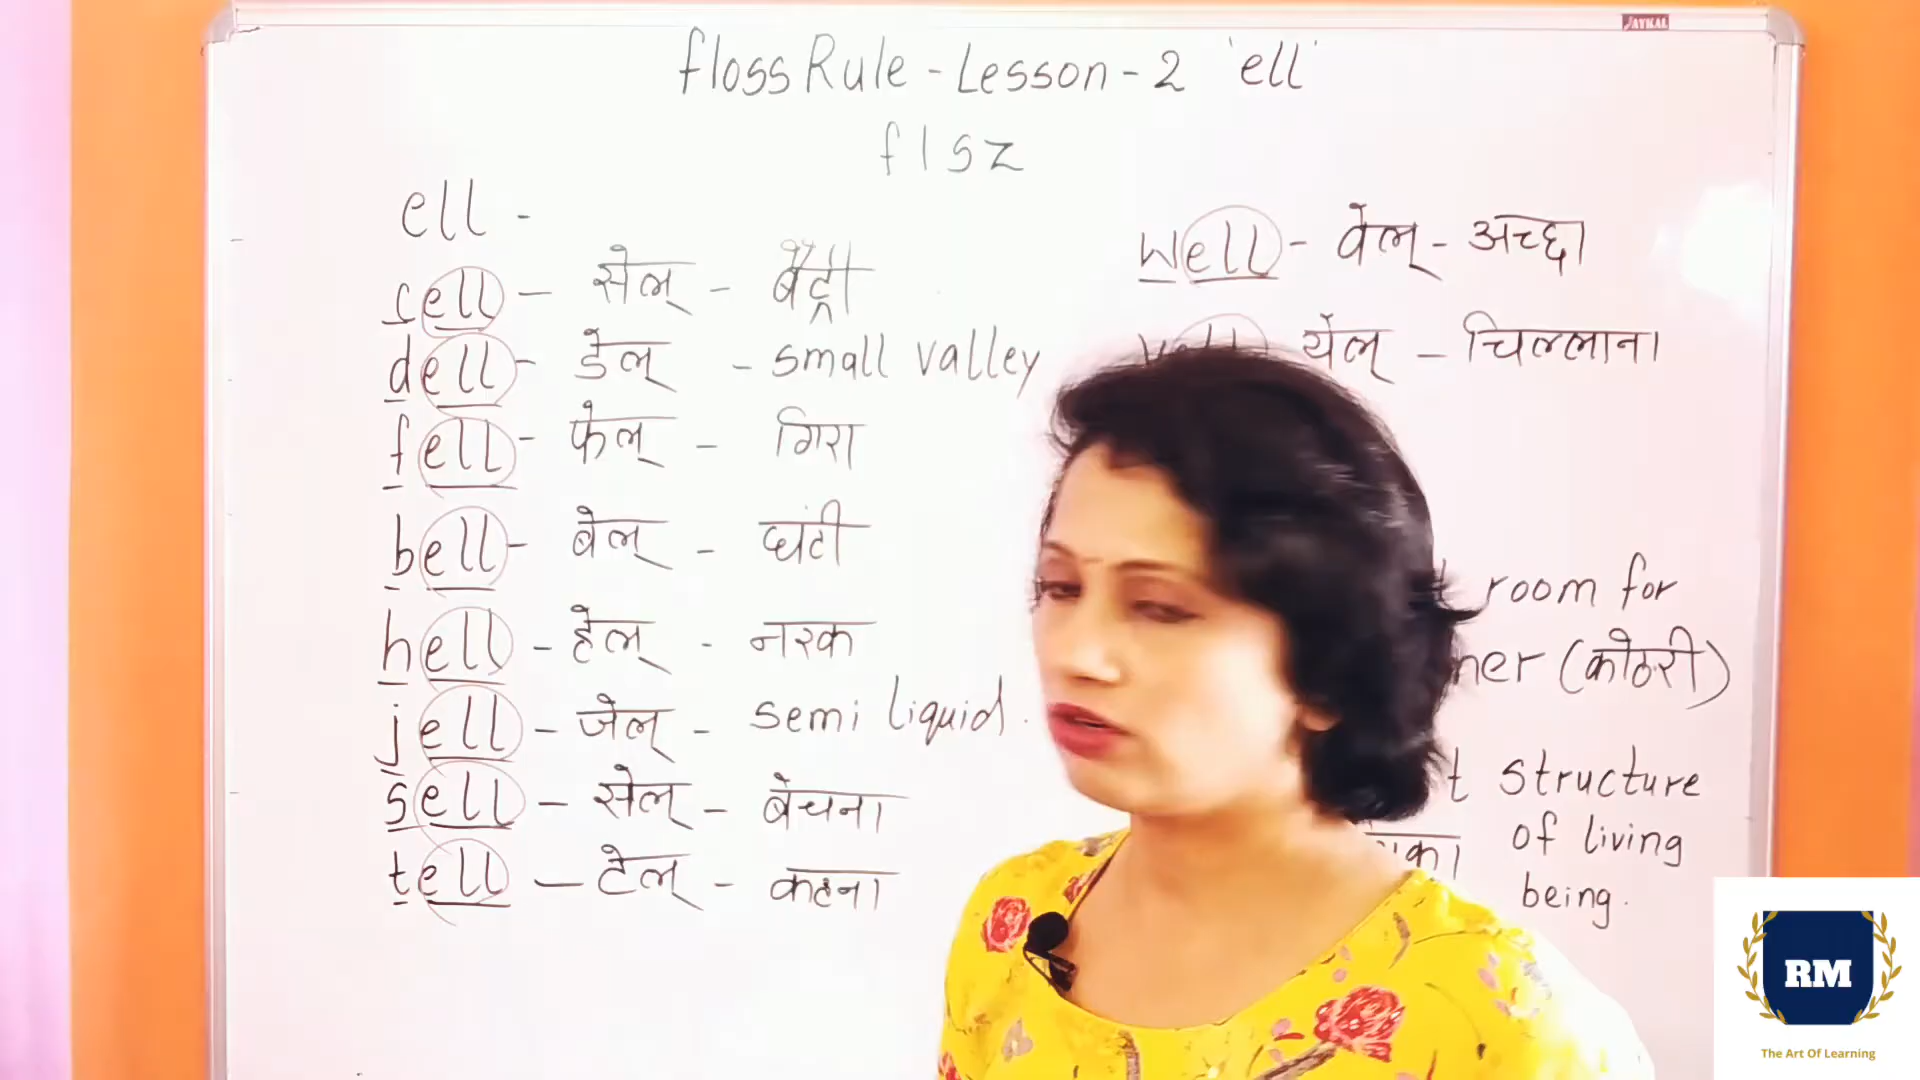 JAYKAL
floss Rule - Lesson - 2 'ell'
f l s z
ell -
cell - सेल् - बैट्री
dell - डेल् - small valley
fell - फेल् - गिरा
bell - बेल् - घंटी
hell - हेल् - नरक
jell - जेल् - semi liquid.
sell - सेल् - बेचना
tell - टेल् - कहना
well - वेल् - अच्छा
येल् - चिल्लाना
room for
(कोठरी)
structure
of living
being.
RM
The Art Of Learning